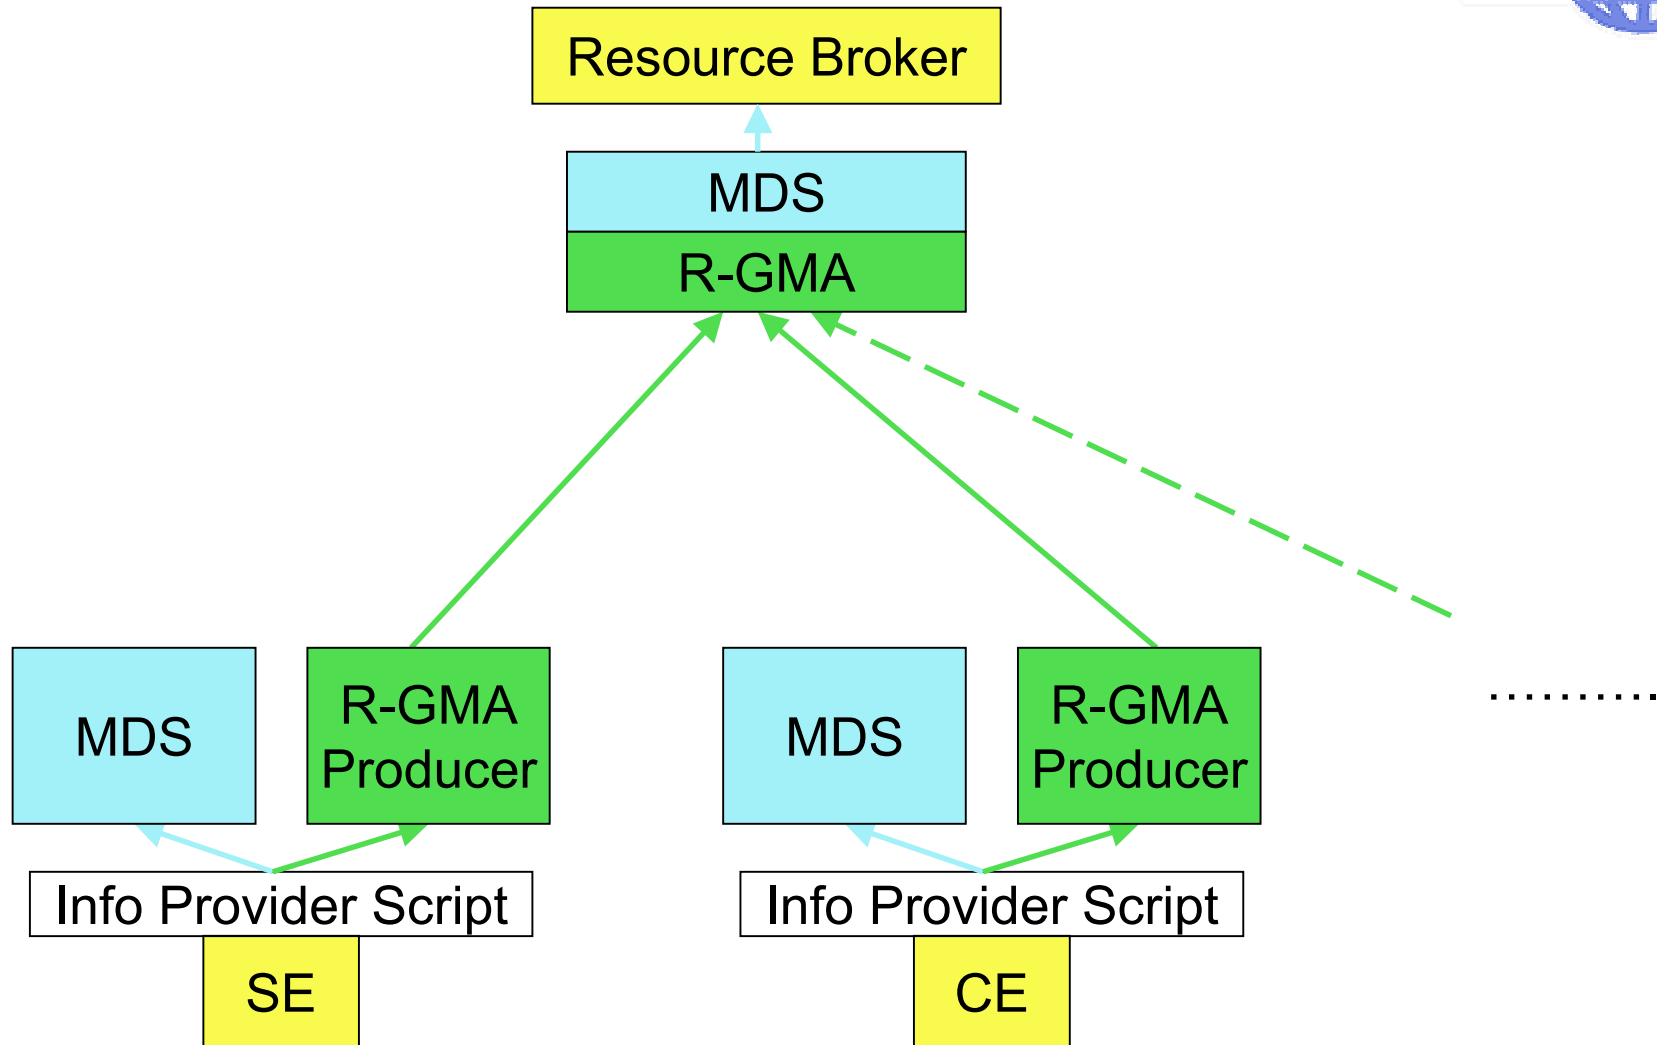 Resource Broker
MDS
R-GMA
MDS
R-GMA
Producer
MDS
R-GMA
Producer
..........
Info Provider Script
Info Provider Script
SE
CE